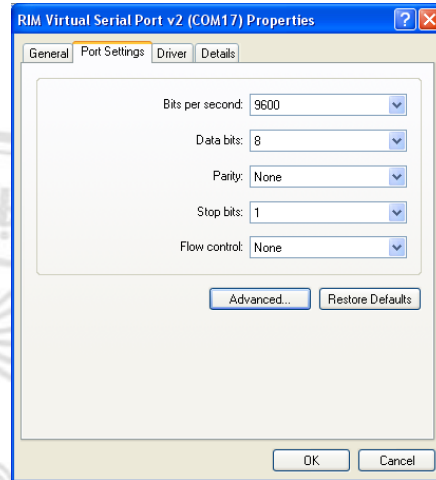 RIM Virtual Serial Port v2 (COM17) Properties
General Port Settings Driver Details
Bits per second: 9600
Data bits: 8
Parity: None
Stop bits: 1
Flow control: None
Advanced... Restore Defaults
OK Cancel